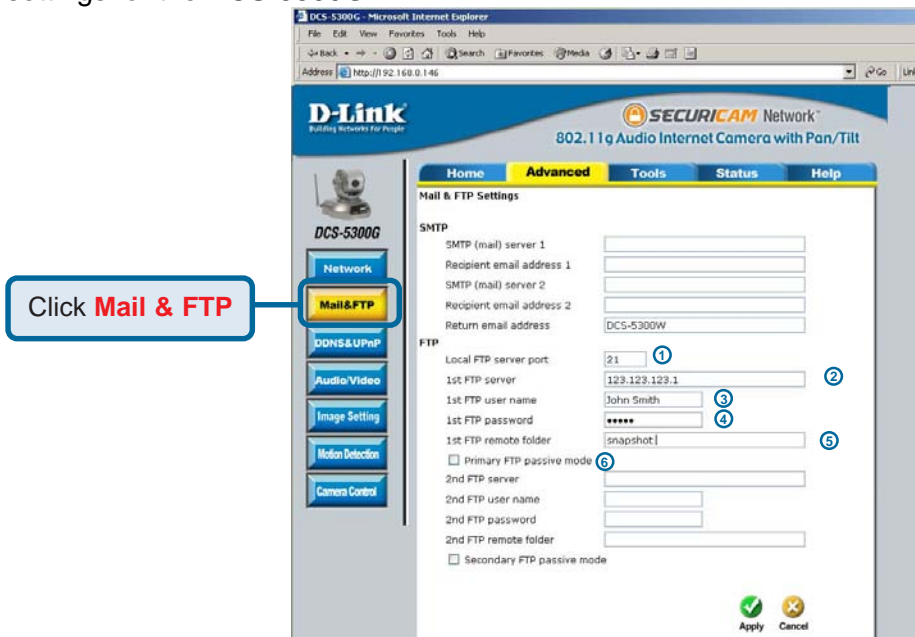 DCS-5300G - Microsoft Internet Explorer
File Edit View Favorites Tools Help
Back Search Favorites Media
Address http://192.168.0.146 Go
D-Link
Building Networks for People
SECURICAM Network
802.11g Audio Internet Camera with Pan/Tilt
Home Advanced Tools Status Help
DCS-5300G
Network
Mail&FTP
DDNS&UPnP
Audio/Video
Image Setting
Motion Detection
Camera Control
Click Mail & FTP
Mail & FTP Settings
SMTP
SMTP (mail) server 1
Recipient email address 1
SMTP (mail) server 2
Recipient email address 2
Return email address DCS-5300W
FTP
Local FTP server port 21 1
1st FTP server 123.123.123.1 2
1st FTP user name John Smith 3
1st FTP password ••••• 4
1st FTP remote folder snapshot 5
Primary FTP passive mode 6
2nd FTP server
2nd FTP user name
2nd FTP password
2nd FTP remote folder
Secondary FTP passive mode
Apply Cancel